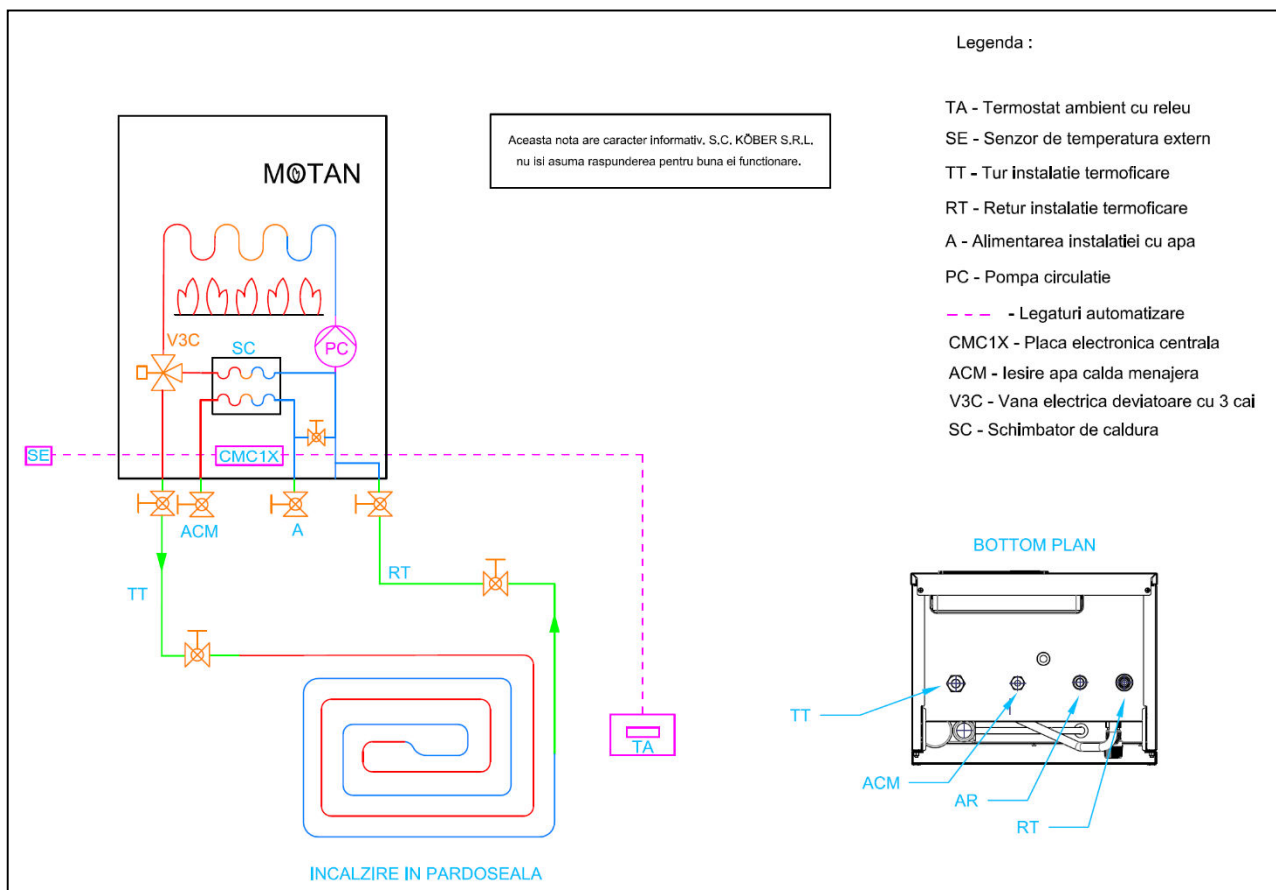 Legenda :
TA - Termostat ambient cu releu
SE - Senzor de temperatura extern
TT - Tur instalatie termoficare
RT - Retur instalatie termoficare
A - Alimentarea instalatiei cu apa
PC - Pompa circulatie
- Legaturi automatizare
CMC1X - Placa electronica centrala
ACM - Iesire apa calda menajera
V3C - Vana electrica deviatoare cu 3 cai
SC - Schimbator de caldura
Aceasta nota are caracter informativ. S.C. KÖBER S.R.L.
nu isi asuma raspunderea pentru buna ei functionare.
MOTAN
V3C
SC
PC
SE
CMC1X
ACM
A
TT
RT
TA
INCALZIRE IN PARDOSEALA
BOTTOM PLAN
TT
ACM
AR
RT